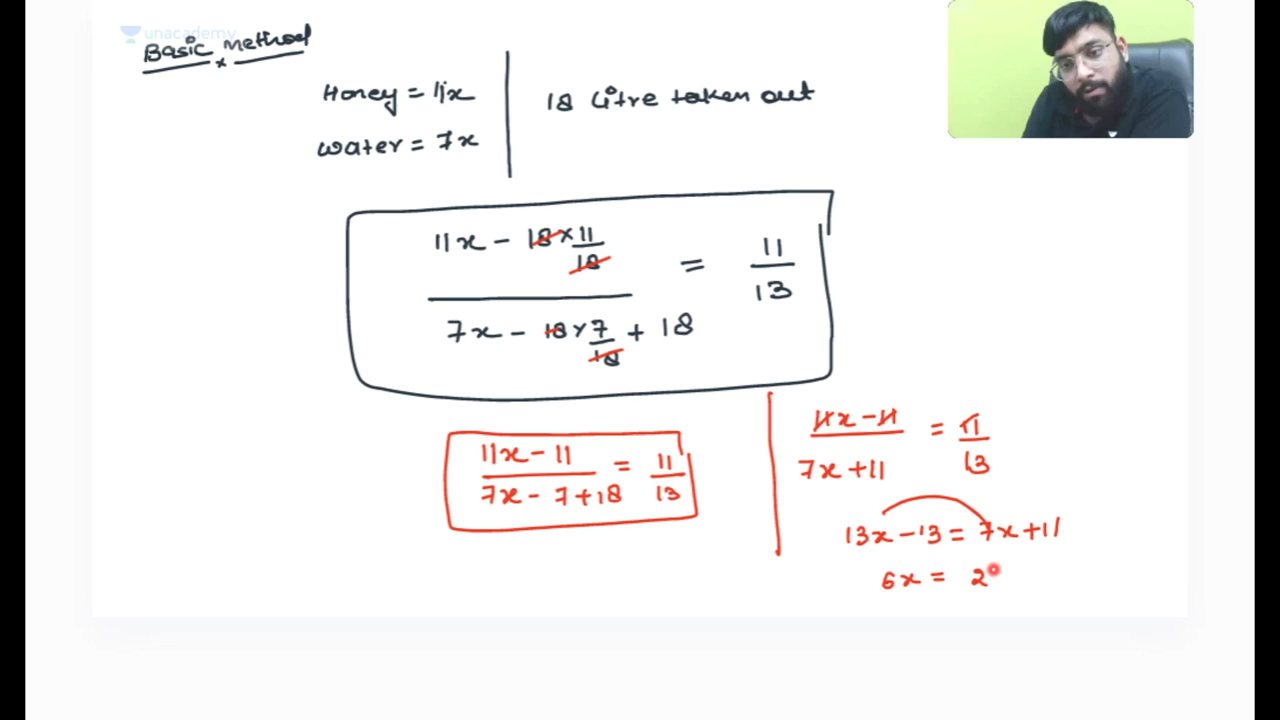 unacademy
Basic method
Honey = 11x
18 litre taken out
water = 7x
11x - 18 x 11/18
= 11/13
7x - 18 x 7/18 + 18
11x - 11 / 7x - 7 + 18 = 11/13
11x - 11 / 7x + 11 = 11/13
13x - 13 = 7x + 11
6x = 2